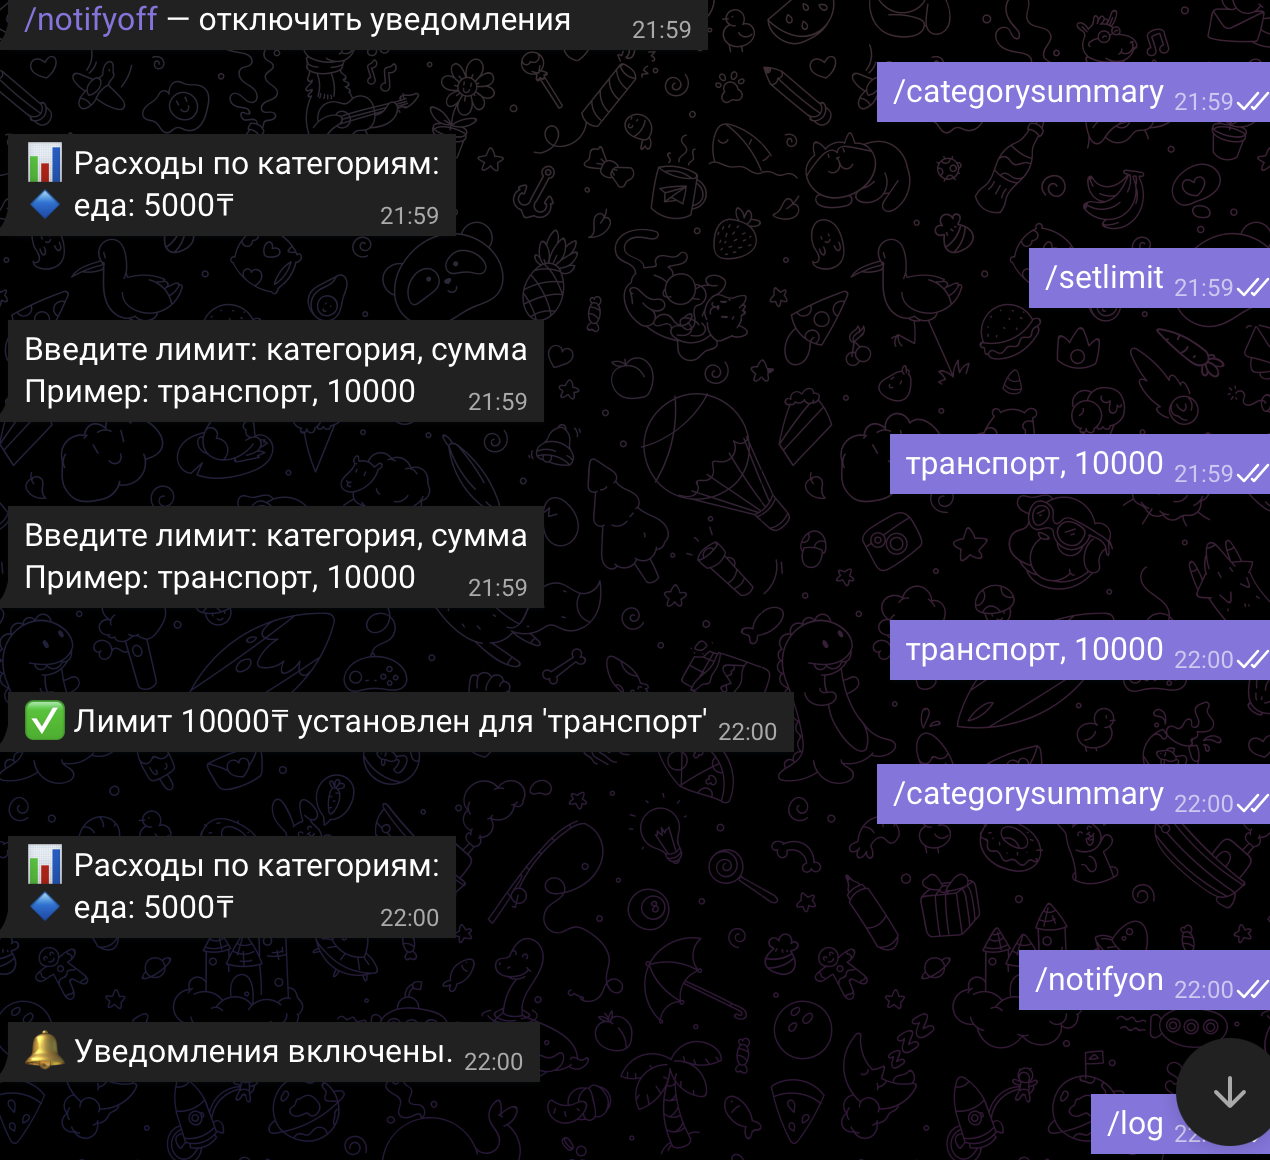 /notifyoff — отключить уведомления 21:59
/categorysummary 21:59
📊 Расходы по категориям:
🔷 еда: 5000₸ 21:59
/setlimit 21:59
Введите лимит: категория, сумма
Пример: транспорт, 10000 21:59
транспорт, 10000 21:59
Введите лимит: категория, сумма
Пример: транспорт, 10000 21:59
транспорт, 10000 22:00
✅ Лимит 10000₸ установлен для 'транспорт' 22:00
/categorysummary 22:00
📊 Расходы по категориям:
🔷 еда: 5000₸ 22:00
/notifyon 22:00
🔔 Уведомления включены. 22:00
/log